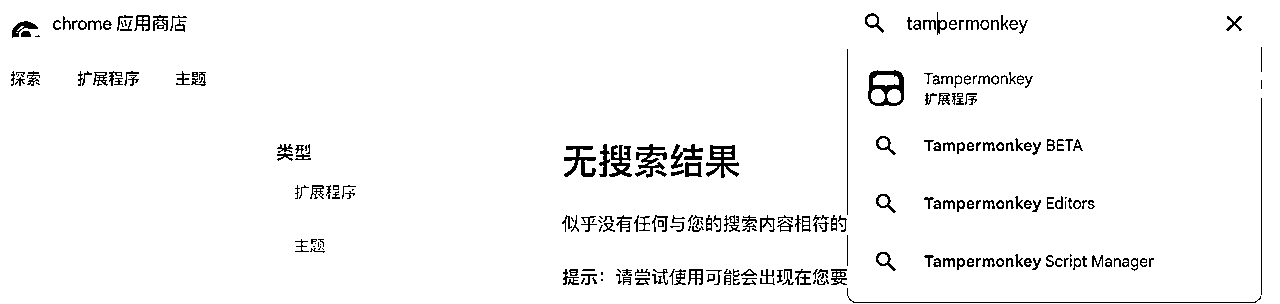 chrome 应用商店
tampermonkey
探索 扩展程序 主题
Tampermonkey
扩展程序
类型
扩展程序
主题
无搜索结果
似乎没有任何与您的搜索内容相符的
提示：请尝试使用可能会出现在您要
Tampermonkey BETA
Tampermonkey Editors
Tampermonkey Script Manager